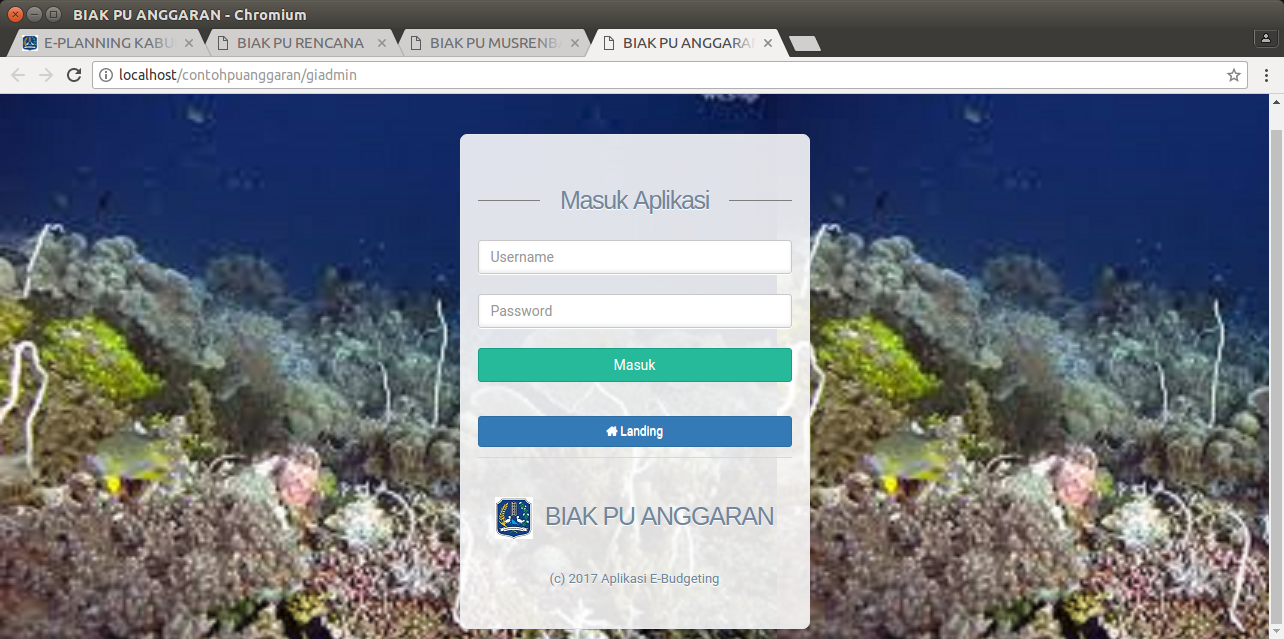 BIAK PU ANGGARAN - Chromium
E-PLANNING KABU
BIAK PU RENCANA
BIAK PU MUSRENBA
BIAK PU ANGGARA
localhost/contohpuanggaran/giadmin
Masuk Aplikasi
Username
Password
Masuk
Landing
BIAK PU ANGGARAN
(c) 2017 Aplikasi E-Budgeting